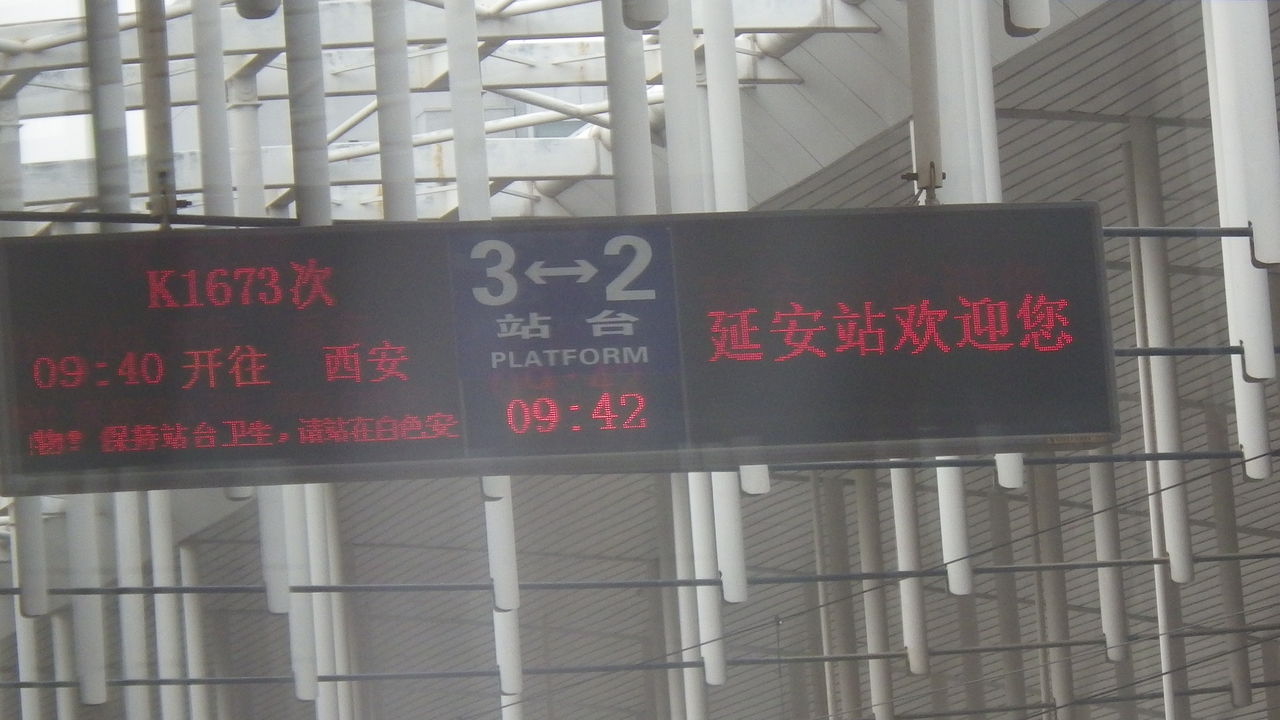 K1673次
09:40 开往 西安
物! 保持站台卫生,请站在白色安
3↔2
站台
PLATFORM
09:42
延安站欢迎您